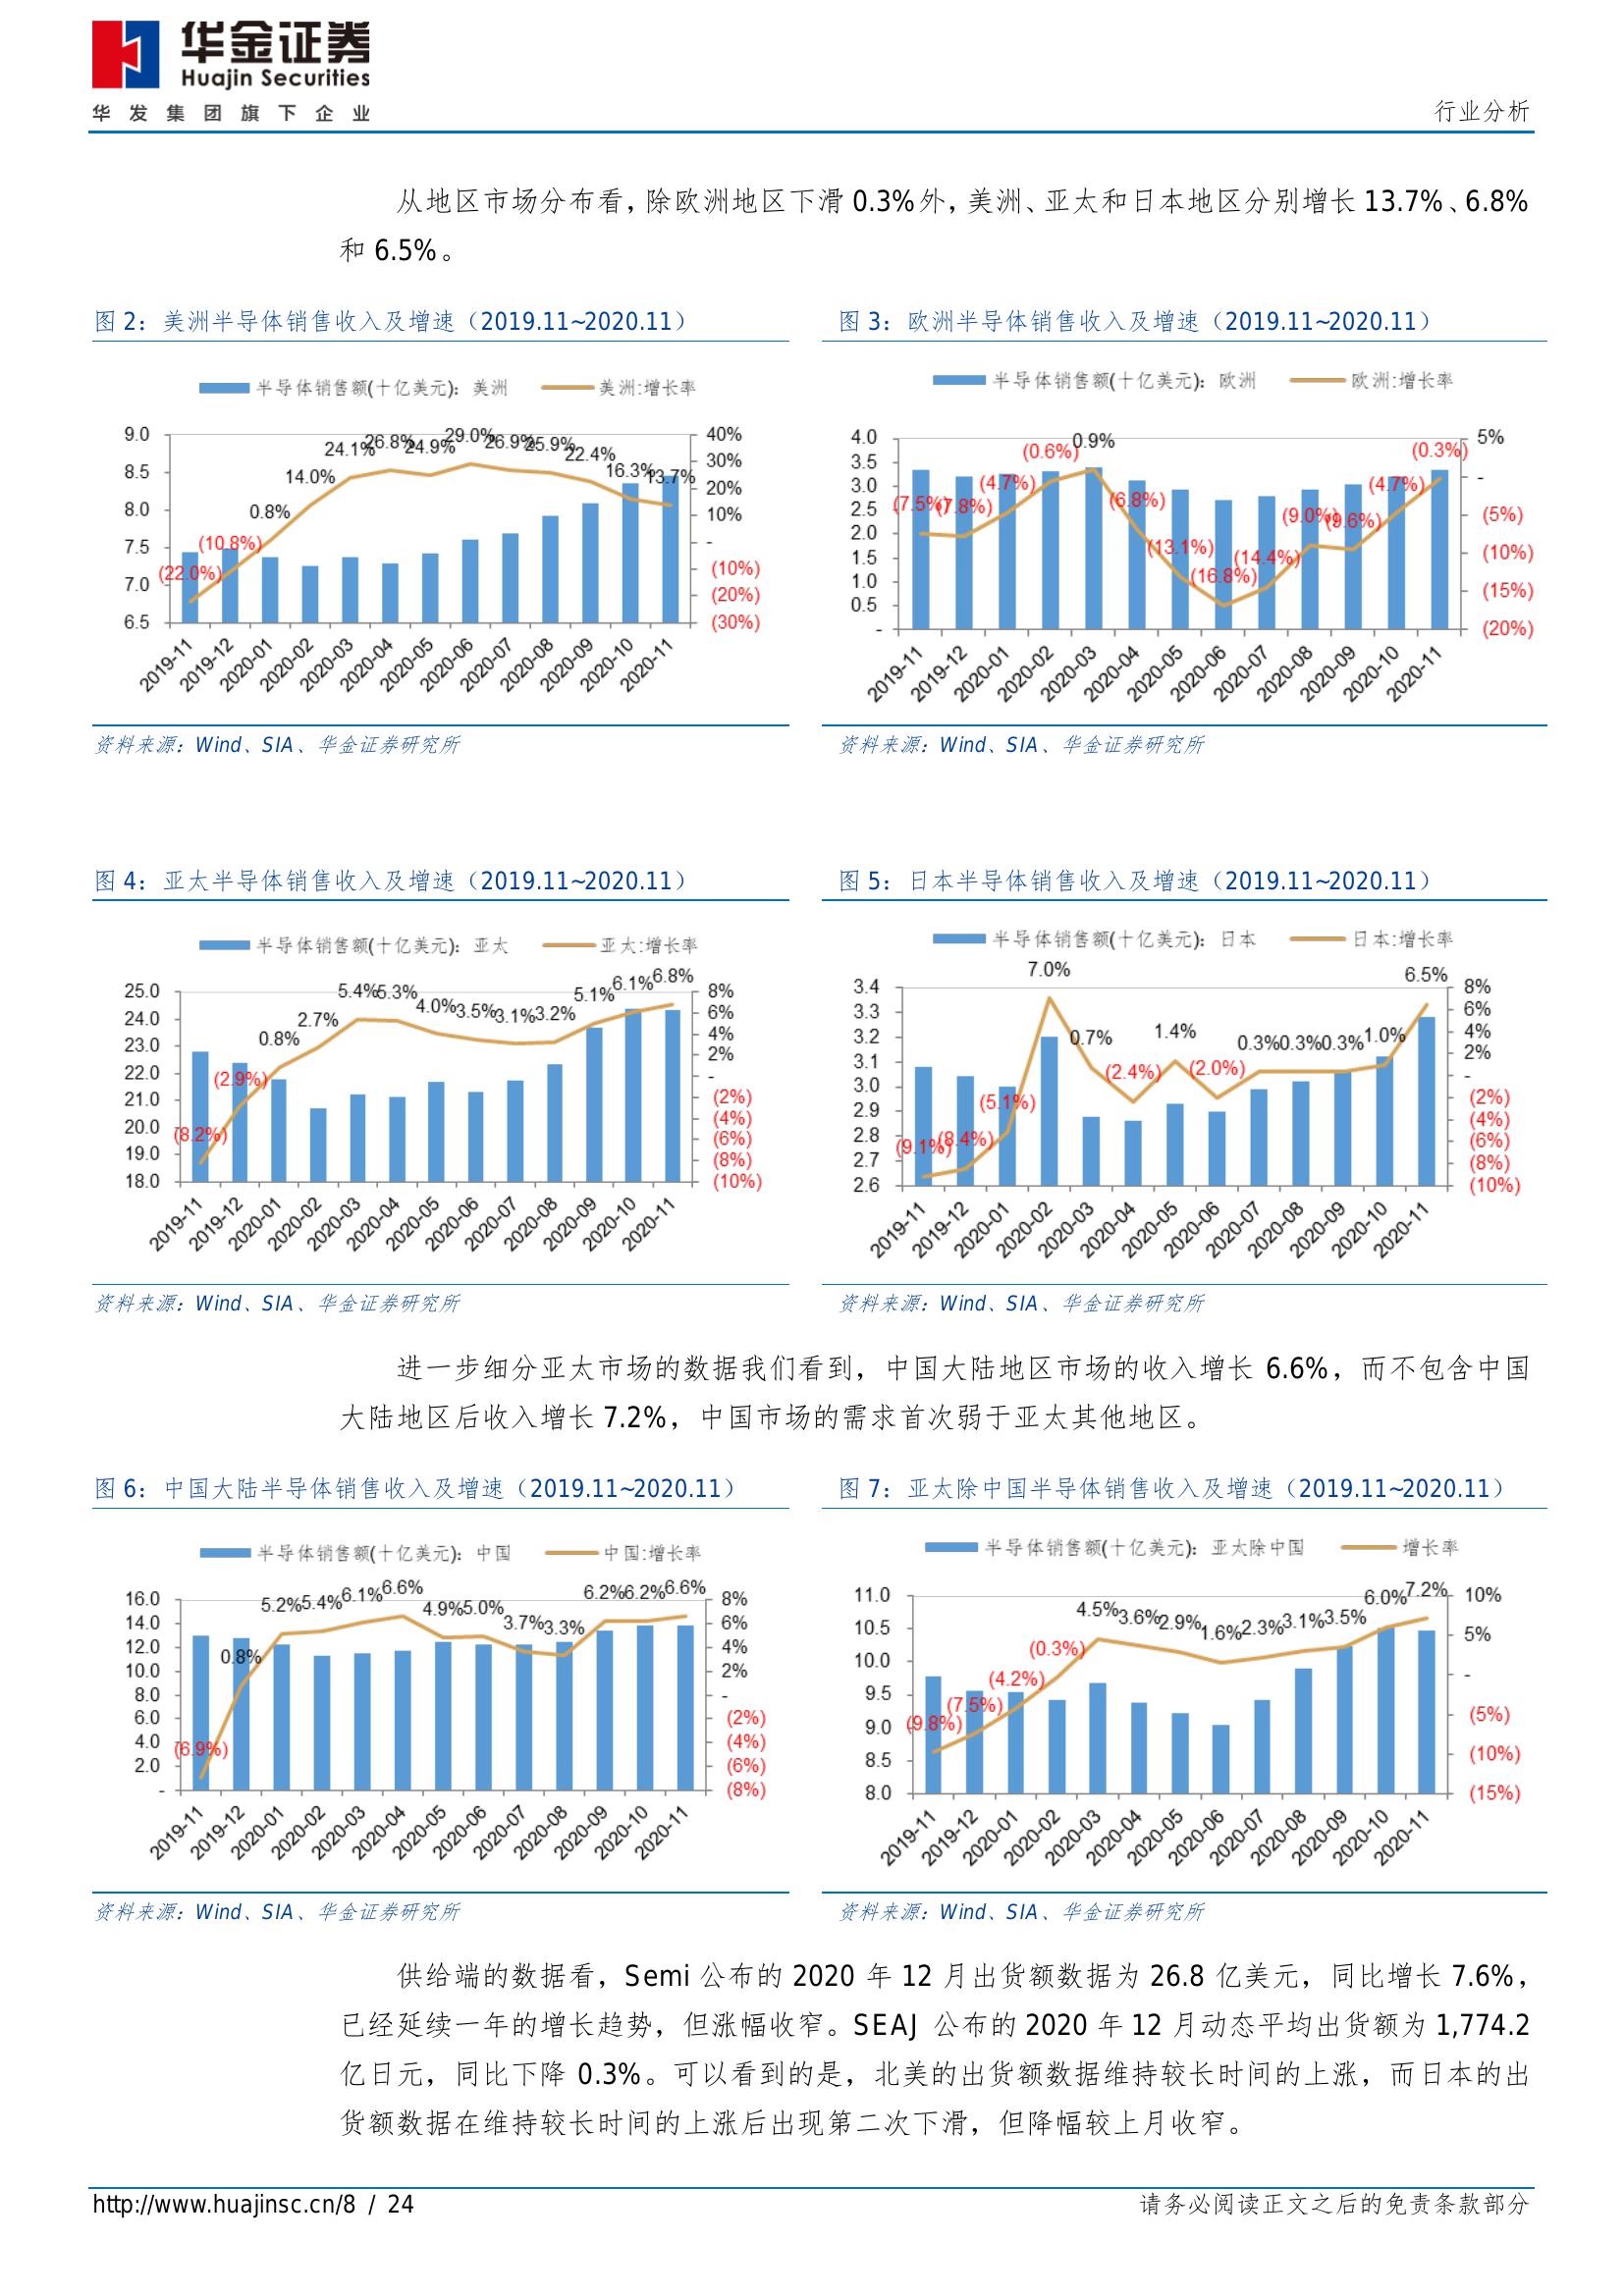 华金证券
Huajin Securities
华发集团旗下企业
行业分析
从地区市场分布看，除欧洲地区下滑 0.3%外，美洲、亚太和日本地区分别增长 13.7%、6.8%
和 6.5%。
图 2：美洲半导体销售收入及增速（2019.11~2020.11）
半导体销售额(十亿美元)：美洲 美洲:增长率
9.0
8.5
8.0
7.5
7.0
6.5
(22.0%) (10.8%) 0.8% 14.0% 24.1% 26.8% 24.9% 29.0% 26.9% 25.9% 22.4% 16.3% 13.7%
40%
30%
20%
10%
-
(10%)
(20%)
(30%)
2019-11 2019-12 2020-01 2020-02 2020-03 2020-04 2020-05 2020-06 2020-07 2020-08 2020-09 2020-10 2020-11
资料来源：Wind、SIA、华金证券研究所
图 3：欧洲半导体销售收入及增速（2019.11~2020.11）
半导体销售额(十亿美元)：欧洲 欧洲:增长率
4.0
3.5
3.0
2.5
2.0
1.5
1.0
0.5
-
(7.5%) (7.8%) (4.7%) (0.6%) 0.9% (6.8%) (13.1%) (16.8%) (14.4%) (9.0%) (9.6%) (4.7%) (0.3%)
5%
-
(5%)
(10%)
(15%)
(20%)
2019-11 2019-12 2020-01 2020-02 2020-03 2020-04 2020-05 2020-06 2020-07 2020-08 2020-09 2020-10 2020-11
资料来源：Wind、SIA、华金证券研究所
图 4：亚太半导体销售收入及增速（2019.11~2020.11）
半导体销售额(十亿美元)：亚太 亚太:增长率
25.0
24.0
23.0
22.0
21.0
20.0
19.0
18.0
(8.2%) (2.9%) 0.8% 2.7% 5.4% 5.3% 4.0% 3.5% 3.1% 3.2% 5.1% 6.1% 6.8%
8%
6%
4%
2%
-
(2%)
(4%)
(6%)
(8%)
(10%)
2019-11 2019-12 2020-01 2020-02 2020-03 2020-04 2020-05 2020-06 2020-07 2020-08 2020-09 2020-10 2020-11
资料来源：Wind、SIA、华金证券研究所
图 5：日本半导体销售收入及增速（2019.11~2020.11）
半导体销售额(十亿美元)：日本 日本:增长率
3.4
3.3
3.2
3.1
3.0
2.9
2.8
2.7
2.6
(9.1%) (8.4%) (5.1%) 7.0% 0.7% (2.4%) 1.4% (2.0%) 0.3% 0.3% 0.3% 1.0% 6.5%
8%
6%
4%
2%
-
(2%)
(4%)
(6%)
(8%)
(10%)
2019-11 2019-12 2020-01 2020-02 2020-03 2020-04 2020-05 2020-06 2020-07 2020-08 2020-09 2020-10 2020-11
资料来源：Wind、SIA、华金证券研究所
进一步细分亚太市场的数据我们看到，中国大陆地区市场的收入增长 6.6%，而不包含中国
大陆地区后收入增长 7.2%，中国市场的需求首次弱于亚太其他地区。
图 6：中国大陆半导体销售收入及增速（2019.11~2020.11）
半导体销售额(十亿美元)：中国 中国:增长率
16.0
14.0
12.0
10.0
8.0
6.0
4.0
2.0
-
(6.9%) 0.8% 5.2% 5.4% 6.1% 6.6% 4.9% 5.0% 3.7% 3.3% 6.2% 6.2% 6.6%
8%
6%
4%
2%
-
(2%)
(4%)
(6%)
(8%)
2019-11 2019-12 2020-01 2020-02 2020-03 2020-04 2020-05 2020-06 2020-07 2020-08 2020-09 2020-10 2020-11
资料来源：Wind、SIA、华金证券研究所
图 7：亚太除中国半导体销售收入及增速（2019.11~2020.11）
半导体销售额(十亿美元)：亚太除中国 增长率
11.0
10.5
10.0
9.5
9.0
8.5
8.0
(9.8%) (7.5%) (4.2%) (0.3%) 4.5% 3.6% 2.9% 1.6% 2.3% 3.1% 3.5% 6.0% 7.2%
10%
5%
-
(5%)
(10%)
(15%)
2019-11 2019-12 2020-01 2020-02 2020-03 2020-04 2020-05 2020-06 2020-07 2020-08 2020-09 2020-10 2020-11
资料来源：Wind、SIA、华金证券研究所
供给端的数据看，Semi 公布的 2020 年 12 月出货额数据为 26.8 亿美元，同比增长 7.6%，
已经延续一年的增长趋势，但涨幅收窄。SEAJ 公布的 2020 年 12 月动态平均出货额为 1,774.2
亿日元，同比下降 0.3%。可以看到的是，北美的出货额数据维持较长时间的上涨，而日本的出
货额数据在维持较长时间的上涨后出现第二次下滑，但降幅较上月收窄。
http://www.huajinsc.cn/8 / 24
请务必阅读正文之后的免责条款部分